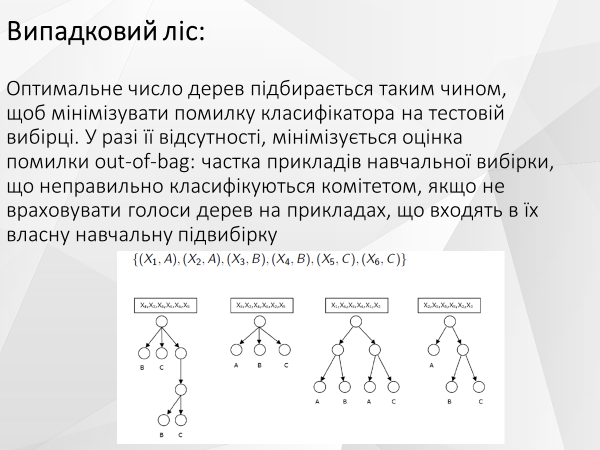 Випадковий ліс:
Оптимальне число дерев підбирається таким чином,
щоб мінімізувати помилку класифікатора на тестовій
вибірці. У разі її відсутності, мінімізується оцінка
помилки out-of-bag: частка прикладів навчальної вибірки,
що неправильно класифікуються комітетом, якщо не
враховувати голоси дерев на прикладах, що входять в їх
власну навчальну підвибірку
{(X₁, A), (X₂, A), (X₃, B), (X₄, B), (X₅, C), (X₆, C)}
A B C
B C
A B A C
A
B C
B C